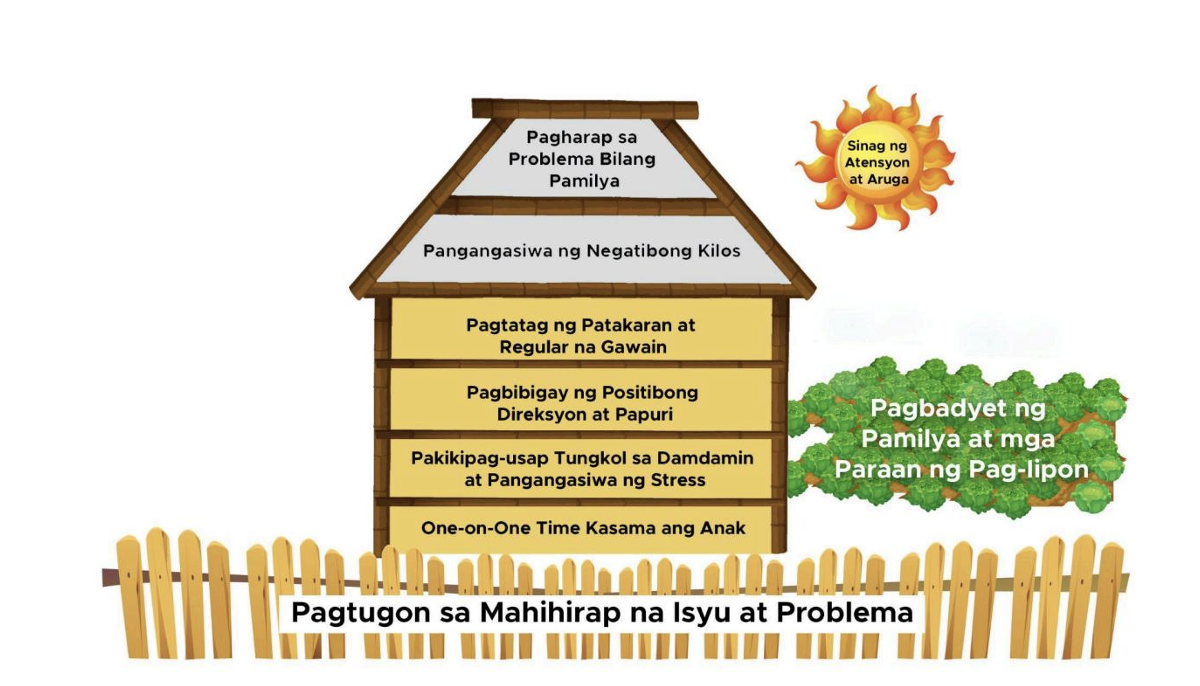 Pagharap sa
Problema Bilang
Pamilya
Sinag ng
Atensyon
at Aruga
Pangangasiwa ng Negatibong Kilos
Pagtatag ng Patakaran at
Regular na Gawain
Pagbibigay ng Positibong
Direksyon at Papuri
Pakikipag-usap Tungkol sa Damdamin
at Pangangasiwa ng Stress
One-on-One Time Kasama ang Anak
Pagbadyet ng
Pamilya at mga
Paraan ng Pag-Iipon
Pagtugon sa Mahihirap na Isyu at Problema